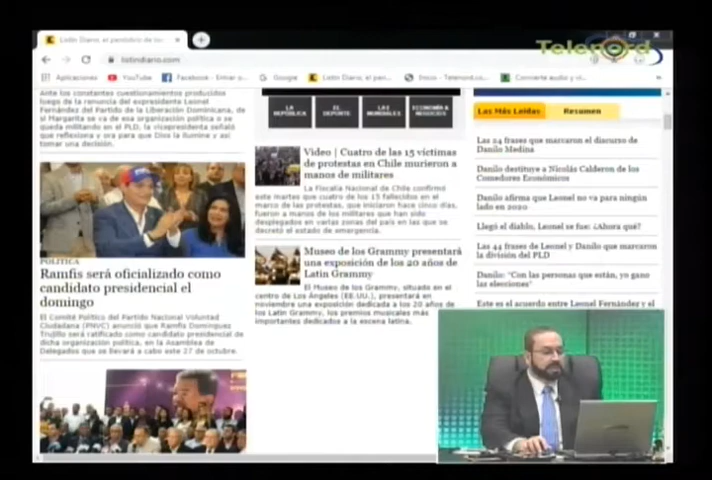 Telenord
Listin Diario, el periódico de los
listindiario.com
Aplicaciones
YouTube
Facebook - Entrar o...
Google
Listin Diario, el peri...
Inicio - Telenord.co...
Convierte audio y vi...
Ante los constantes cuestionamientos producidos
luego de la renuncia del expresidente Leonel
Fernández del Partido de la Liberación Dominicana, de
si Margarita se va de esa organización política o se
queda militando en el PLD, la vicepresidente señaló
que reflexiona y ora para que Dios la ilumine y así
tomar una decisión.
POLÍTICA
Ramfis será oficializado como
candidato presidencial el
domingo
El Comité Político del Partido Nacional Voluntad
Ciudadana (PNVC) anunció que Ramfis Domínguez
Trujillo será ratificado como candidato presidencial de
dicha organización política, en la Asamblea de
Delegados que se llevará a cabo este 27 de octubre.
LA
REPÚBLICA
EL
DEPORTE
LAS
MUNDIALES
ECONOMÍA &
NEGOCIOS
Video | Cuatro de las 15 víctimas
de protestas en Chile murieron a
manos de militares
La Fiscalía Nacional de Chile confirmó
este martes que cuatro de los 15 fallecidos en el
marco de las protestas, que iniciaron hace cinco días,
fueron a manos de los militares que han sido
desplegados en varias zonas del país en las que se
decretó el estado de emergencia.
Museo de los Grammy presentará
una exposición de los 20 años de
Latin Grammy
El Museo de los Grammy, situado en el
centro de Los Ángeles (EE.UU.), presentará en
noviembre una exposición dedicada a los 20 años de
los Latin Grammy, los premios musicales más
importantes dedicados a la escena latina.
Las Más Leídas
Resumen
Las 24 frases que marcaron el discurso de
Danilo Medina
Danilo destituye a Nicolás Calderon de los
Comedores Económicos
Danilo afirma que Leonel no va para ningún
lado en 2020
Llegó el diablo, Leonel se fue: ¿Ahora qué?
Las 44 frases de Leonel y Danilo que marcaron
la división del PLD
Danilo: "Con las personas que están, yo gano
las elecciones"
Este es el acuerdo entre Leonel Fernández y el